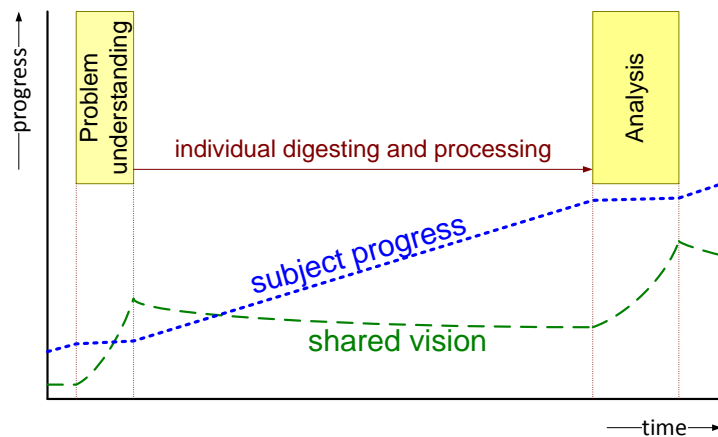 progress
Problem
understanding
individual digesting and processing
Analysis
subject progress
shared vision
time